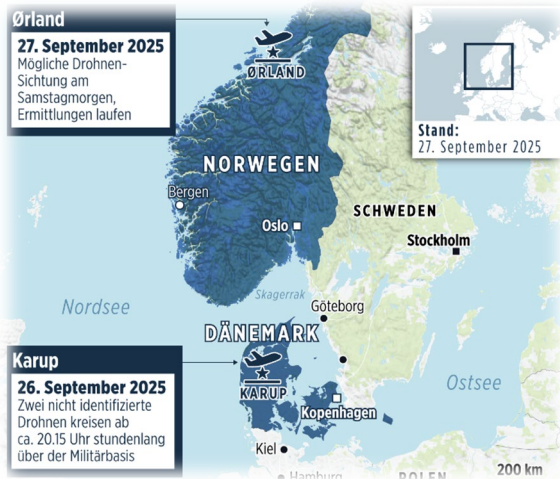 Ørland
27. September 2025
Mögliche Drohnen-
Sichtung am
Samstagmorgen,
Ermittlungen laufen
ØRLAND
Stand:
27. September 2025
NORWEGEN
Bergen
SCHWEDEN
Oslo
Stockholm
Nordsee
Skagerrak
Göteborg
DÄNEMARK
Karup
26. September 2025
Zwei nicht identifizierte
Drohnen kreisen ab
ca. 20.15 Uhr stundenlang
über der Militärbasis
KARUP
Ostsee
Kopenhagen
Kiel
Hamburg
POLEN
200 km